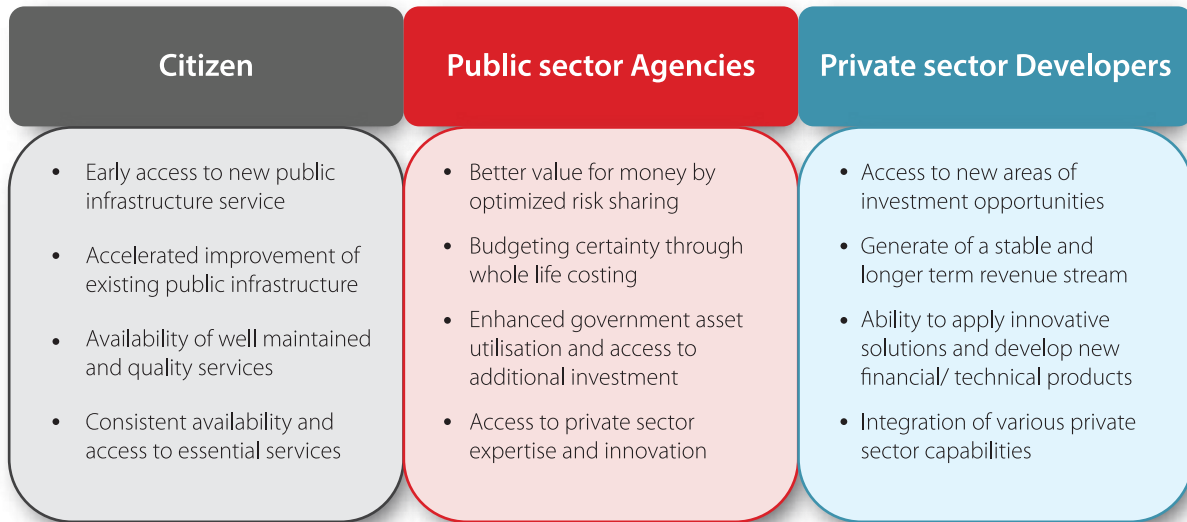 Citizen
• Early access to new public
infrastructure service
• Accelerated improvement of
existing public infrastructure
• Availability of well maintained
and quality services
• Consistent availability and
access to essential services
Public sector Agencies
• Better value for money by
optimized risk sharing
• Budgeting certainty through
whole life costing
• Enhanced government asset
utilisation and access to
additional investment
• Access to private sector
expertise and innovation
Private sector Developers
• Access to new areas of
investment opportunities
• Generate of a stable and
longer term revenue stream
• Ability to apply innovative
solutions and develop new
financial/ technical products
• Integration of various private
sector capabilities